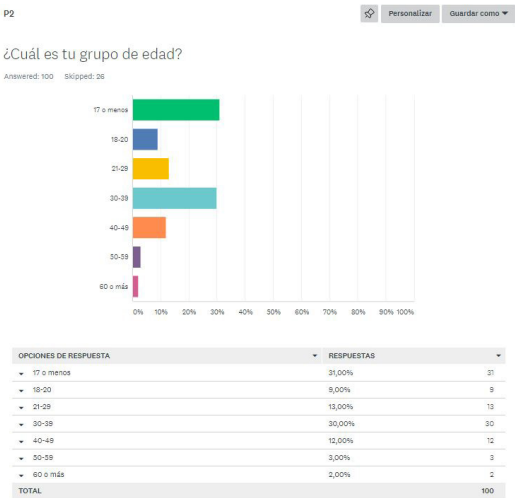 P2
Personalizar
Guardar como
¿Cuál es tu grupo de edad?
Answered: 100 Skipped: 26
17 o menos
18-20
21-29
30-39
40-49
50-59
60 o más
0% 10% 20% 30% 40% 50% 60% 70% 80% 90% 100%
OPCIONES DE RESPUESTA RESPUESTAS
17 o menos 31,00% 31
18-20 9,00% 9
21-29 13,00% 13
30-39 30,00% 30
40-49 12,00% 12
50-59 3,00% 3
60 o más 2,00% 2
TOTAL 100